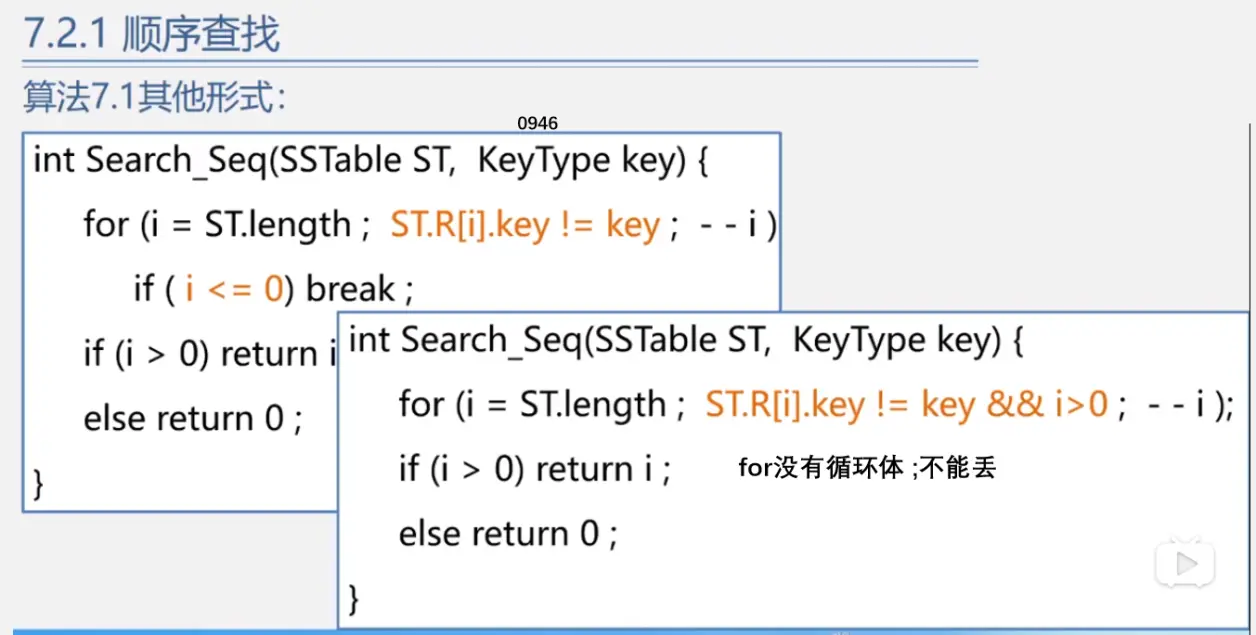 7.2.1 顺序查找
算法7.1其他形式：
0946
int Search_Seq(SSTable ST, KeyType key) {
for (i = ST.length ; ST.R[i].key != key ; - - i )
if ( i <= 0) break ;
if (i > 0) return i
else return 0 ;
}
int Search_Seq(SSTable ST, KeyType key) {
for (i = ST.length ; ST.R[i].key != key && i>0 ; - - i );
if (i > 0) return i ;
for没有循环体 ;不能丢
else return 0 ;
}